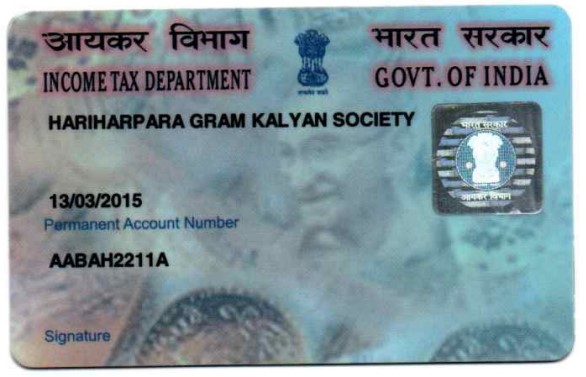 आयकर विभाग
भारत सरकार
INCOME TAX DEPARTMENT
GOVT. OF INDIA
सत्यमेव जयते
HARIHARPARA GRAM KALYAN SOCIETY
भारत सरकार
आयकर विभाग
13/03/2015
Permanent Account Number
AABAH2211A
Signature